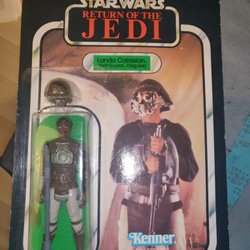 STAR WARS
RETURN OF THE
JEDI
Lando Calrissian
(Skiff Guard Disguise)
Kenner